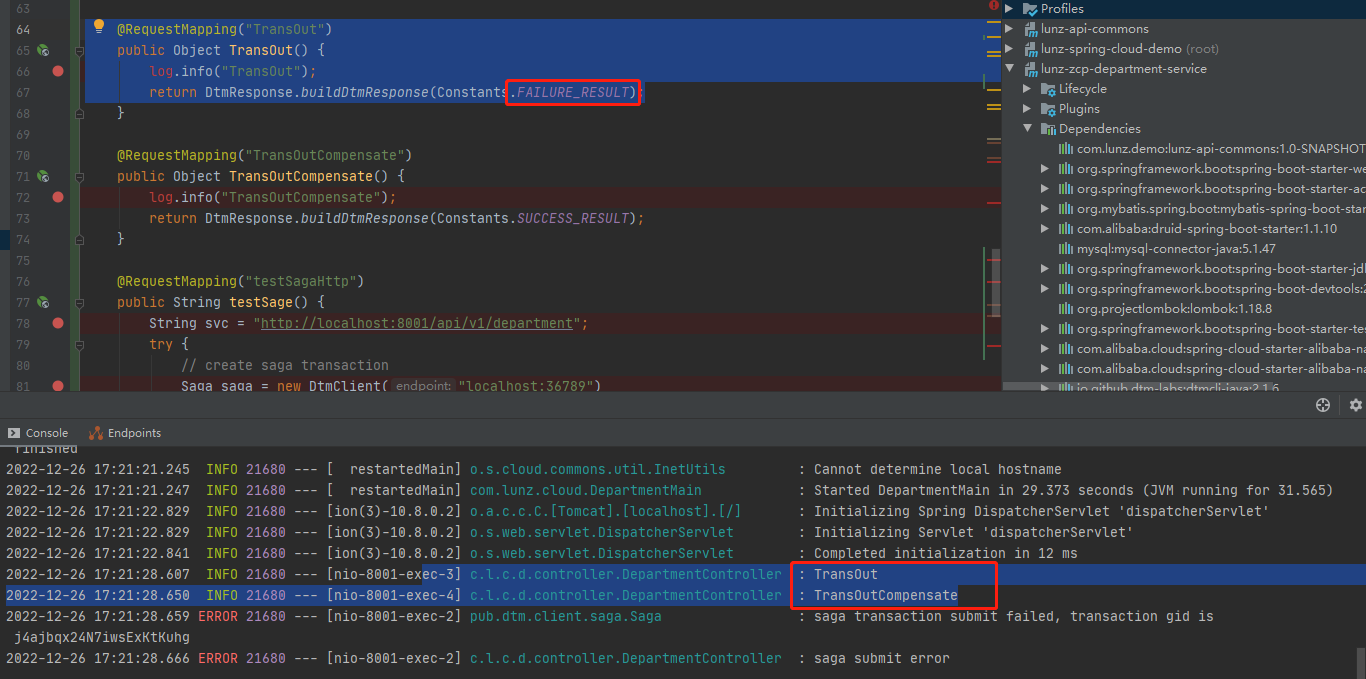 63
64 @RequestMapping("TransOut")
65 public Object TransOut() {
66 log.info("TransOut");
67 return DtmResponse.buildDtmResponse(Constants.FAILURE_RESULT)
68 }
69
70 @RequestMapping("TransOutCompensate")
71 public Object TransOutCompensate() {
72 log.info("TransOutCompensate");
73 return DtmResponse.buildDtmResponse(Constants.SUCCESS_RESULT);
74 }
75
76 @RequestMapping("testSagaHttp")
77 public String testSage() {
78 String svc = "http://localhost:8001/api/v1/department";
79 try {
80 // create saga transaction
81 Saga saga = new DtmClient( endpoint: "localhost:36789")
Profiles
lunz-api-commons
lunz-spring-cloud-demo (root)
lunz-zcp-department-service
Lifecycle
Plugins
Dependencies
com.lunz.demo:lunz-api-commons:1.0-SNAPSHOT
org.springframework.boot:spring-boot-starter-we
org.springframework.boot:spring-boot-starter-ac
org.mybatis.spring.boot:mybatis-spring-boot-star
com.alibaba:druid-spring-boot-starter:1.1.10
mysql:mysql-connector-java:5.1.47
org.springframework.boot:spring-boot-starter-jdl
org.springframework.boot:spring-boot-devtools:2
org.projectlombok:lombok:1.18.8
org.springframework.boot:spring-boot-starter-tes
com.alibaba.cloud:spring-cloud-starter-alibaba-na
com.alibaba.cloud:spring-cloud-starter-alibaba-na
io.github.dtm-labs:dtmcli-java:2.1.6
Console Endpoints
finished
2022-12-26 17:21:21.245 INFO 21680 --- [ restartedMain] o.s.cloud.commons.util.InetUtils : Cannot determine local hostname
2022-12-26 17:21:21.247 INFO 21680 --- [ restartedMain] com.lunz.cloud.DepartmentMain : Started DepartmentMain in 29.373 seconds (JVM running for 31.565)
2022-12-26 17:21:22.829 INFO 21680 --- [ion(3)-10.8.0.2] o.a.c.c.C.[Tomcat].[localhost].[/] : Initializing Spring DispatcherServlet 'dispatcherServlet'
2022-12-26 17:21:22.829 INFO 21680 --- [ion(3)-10.8.0.2] o.s.web.servlet.DispatcherServlet : Initializing Servlet 'dispatcherServlet'
2022-12-26 17:21:22.841 INFO 21680 --- [ion(3)-10.8.0.2] o.s.web.servlet.DispatcherServlet : Completed initialization in 12 ms
2022-12-26 17:21:28.607 INFO 21680 --- [nio-8001-exec-3] c.l.c.d.controller.DepartmentController : TransOut
2022-12-26 17:21:28.650 INFO 21680 --- [nio-8001-exec-4] c.l.c.d.controller.DepartmentController : TransOutCompensate
2022-12-26 17:21:28.659 ERROR 21680 --- [nio-8001-exec-2] pub.dtm.client.saga.Saga : saga transaction submit failed, transaction gid is
j4ajbqx24N7iwsExKtKuhg
2022-12-26 17:21:28.666 ERROR 21680 --- [nio-8001-exec-2] c.l.c.d.controller.DepartmentController : saga submit error